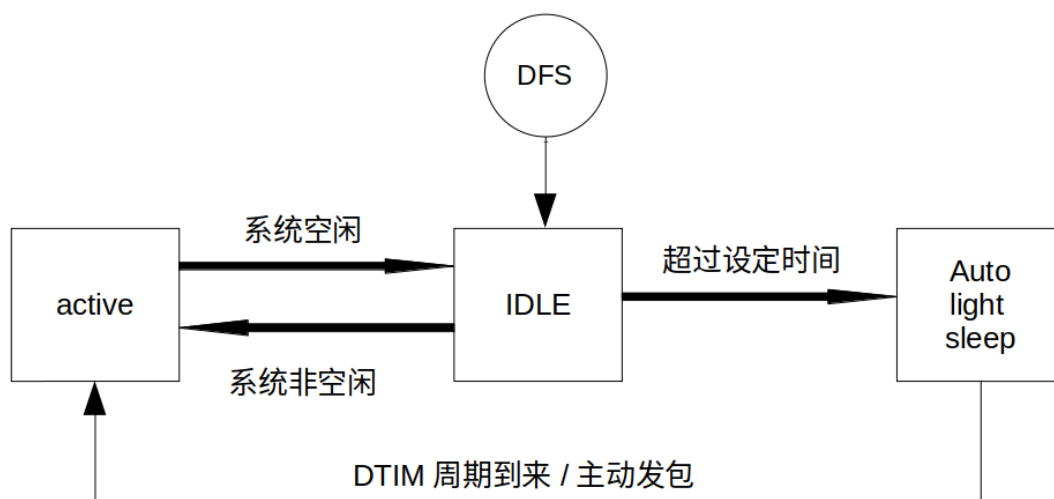 DFS
系统空闲
active
IDLE
超过设定时间
Auto
light
sleep
系统非空闲
DTIM 周期到来 / 主动发包